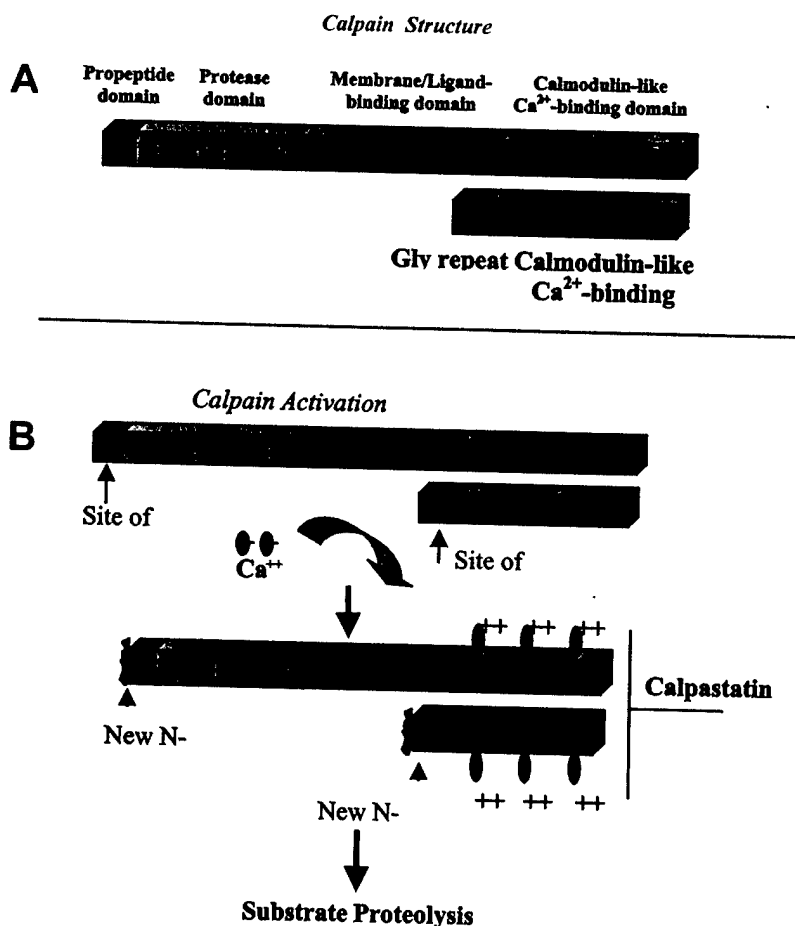 Calpain Structure
A
Propeptide domain
Protease domain
Membrane/Ligand-binding domain
Calmodulin-like Ca²⁺-binding domain
Gly repeat Calmodulin-like
Ca²⁺-binding
Calpain Activation
B
Site of
Ca⁺⁺
Site of
++ ++ ++
Calpastatin
New N-
++ ++ ++
New N-
Substrate Proteolysis